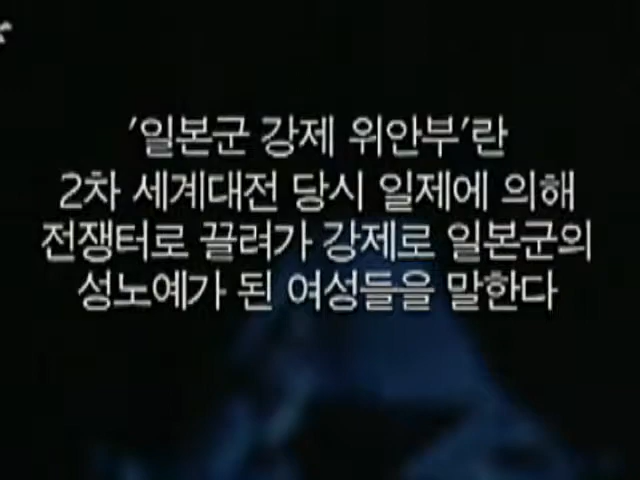 '일본군 강제 위안부'란
2차 세계대전 당시 일제에 의해
전쟁터로 끌려가 강제로 일본군의
성노예가 된 여성들을 말한다